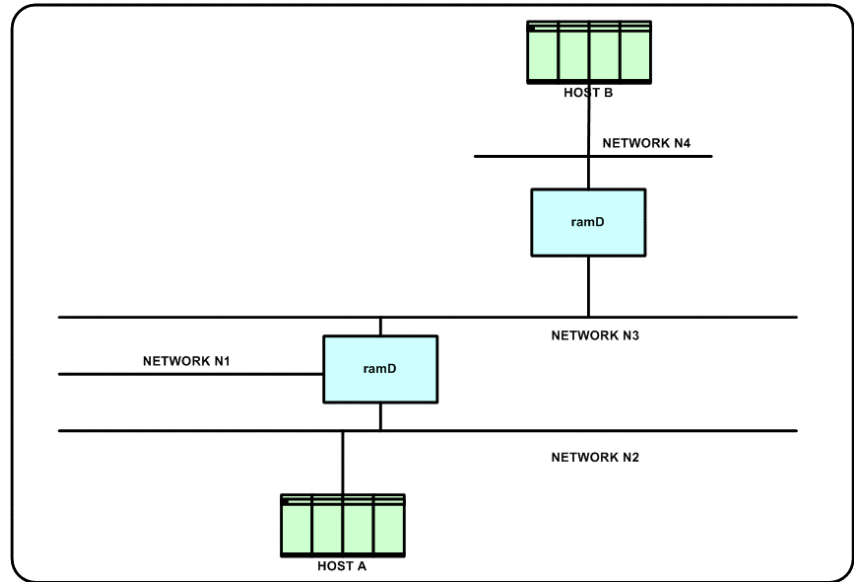 HOST B
NETWORK N4
ramD
NETWORK N3
NETWORK N1
ramD
NETWORK N2
HOST A